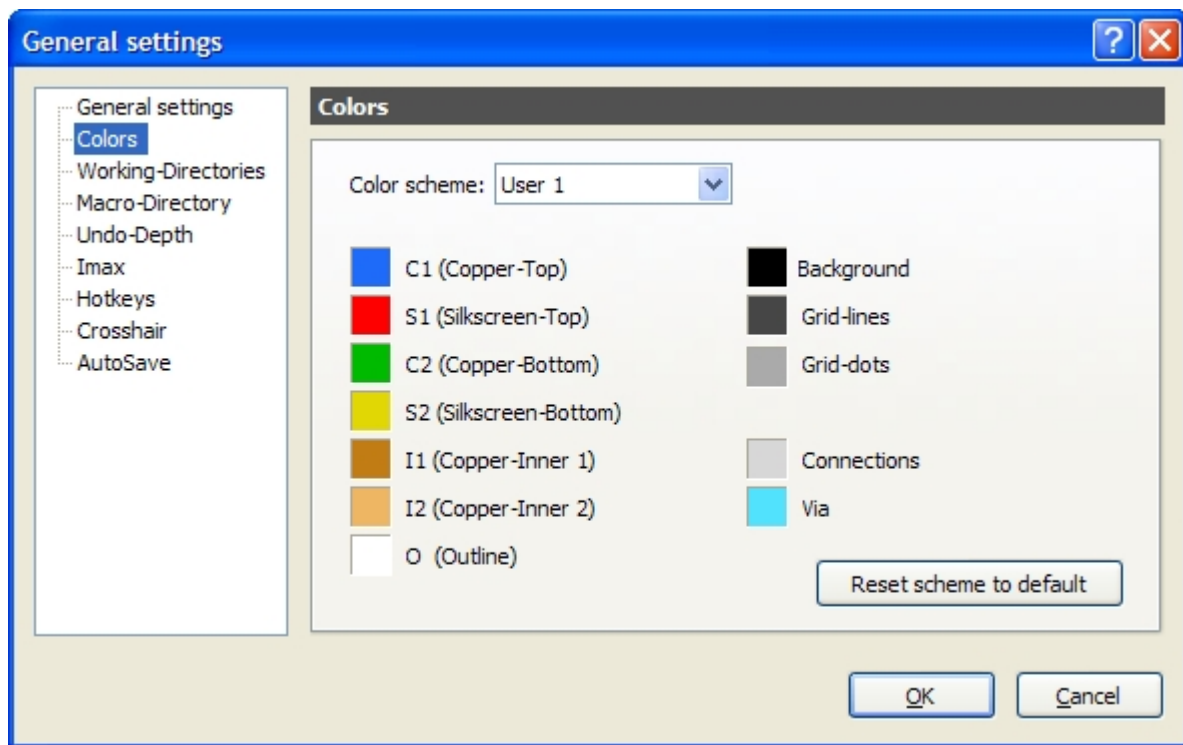 General settings
General settings
Colors
Working-Directories
Macro-Directory
Undo-Depth
Imax
Hotkeys
Crosshair
AutoSave
Colors
Color scheme: User 1
C1 (Copper-Top)
S1 (Silkscreen-Top)
C2 (Copper-Bottom)
S2 (Silkscreen-Bottom)
I1 (Copper-Inner 1)
I2 (Copper-Inner 2)
O (Outline)
Background
Grid-lines
Grid-dots
Connections
Via
Reset scheme to default
OK
Cancel